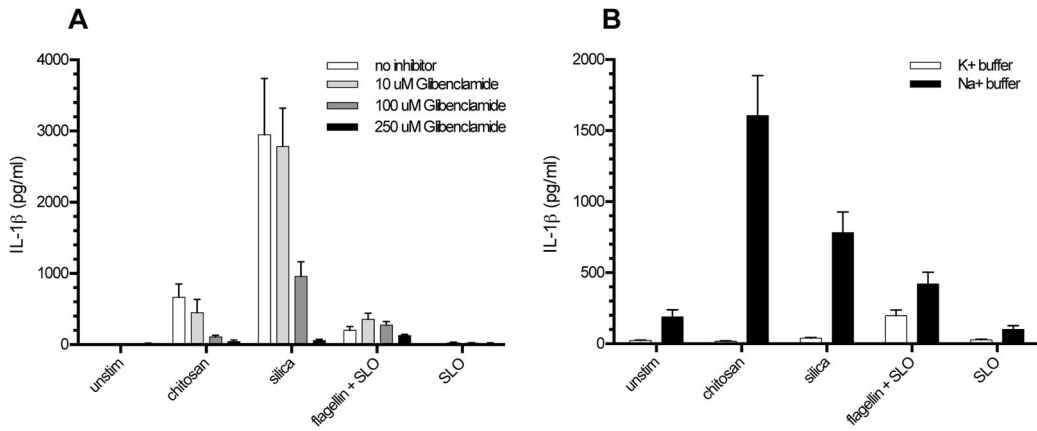 A
IL-1β (pg/ml)
4000
3000
2000
1000
0
no inhibitor
10 uM Glibenclamide
100 uM Glibenclamide
250 uM Glibenclamide
unstim
chitosan
silica
flagellin + SLO
SLO
B
IL-1β (pg/ml)
2000
1500
1000
500
0
K+ buffer
Na+ buffer
unstim
chitosan
silica
flagellin + SLO
SLO